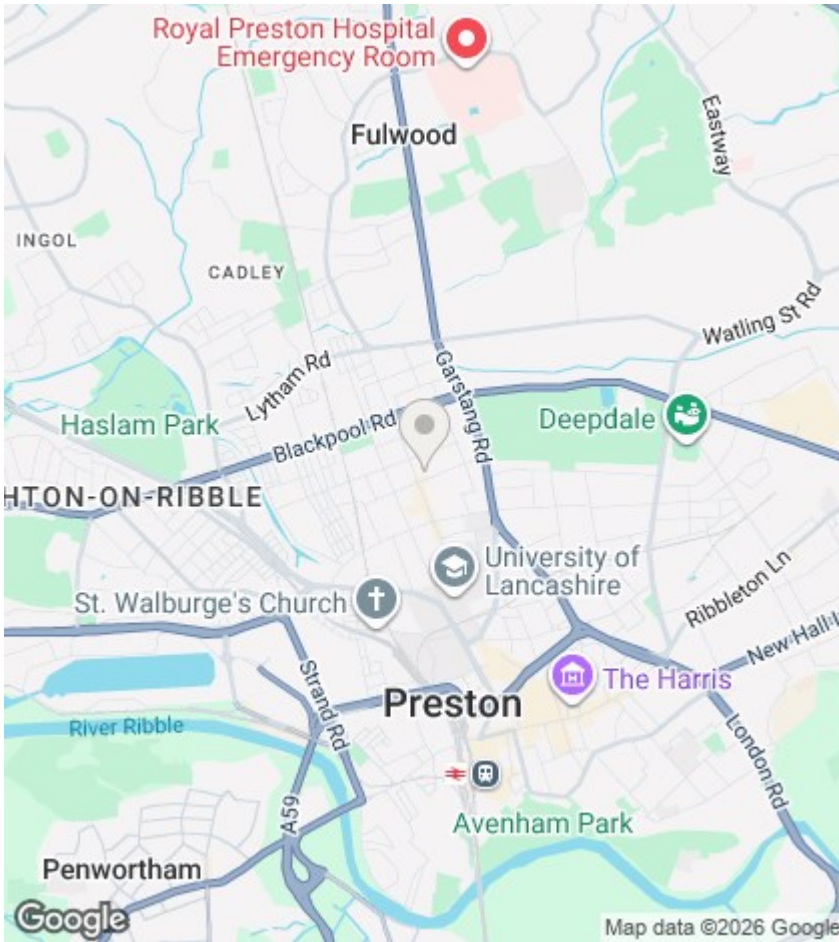 Royal Preston Hospital
Emergency Room
Fulwood
Eastway
INGOL
CADLEY
Watling St Rd
Lytham Rd
Garstang Rd
Haslam Park
Blackpool Rd
Deepdale
HTON-ON-RIBBLE
University of
Lancashire
St. Walburge's Church
Ribbleton Ln
New Hall L
Strand Rd
The Harris
Preston
River Ribble
London Rd
A59
Avenham Park
Penwortham
Google
Map data ©2026 Google